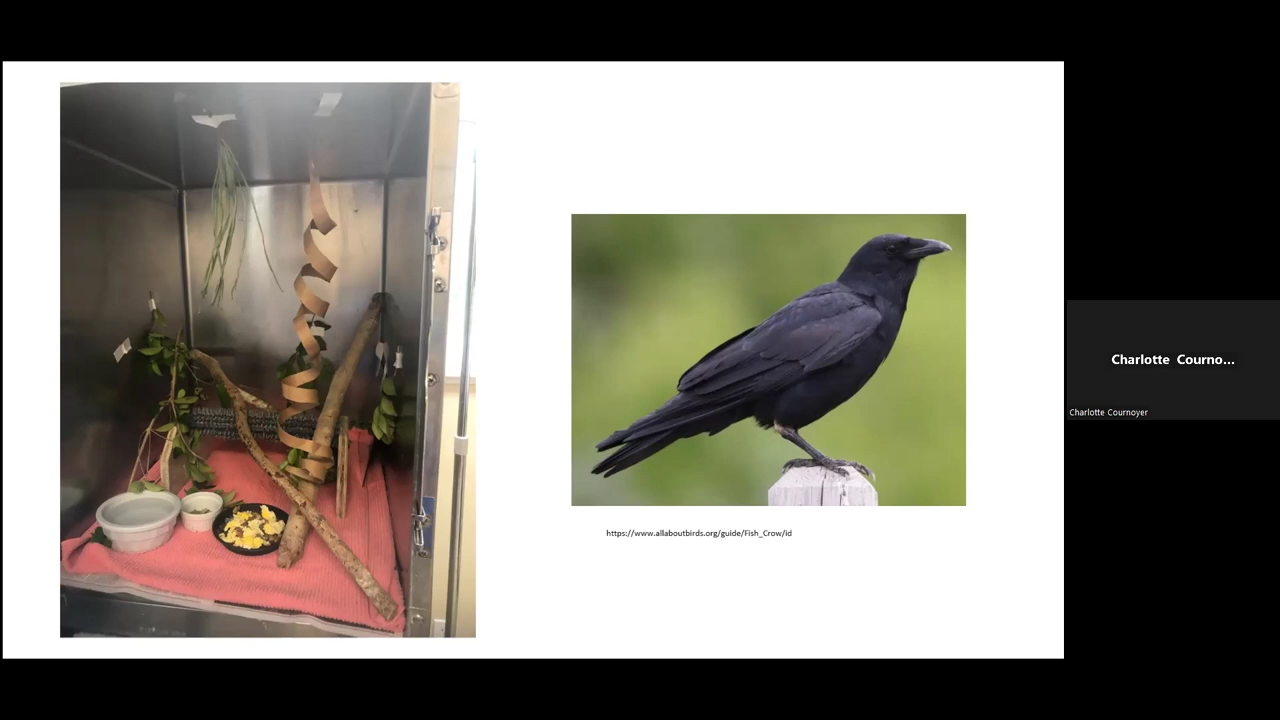 https://www.allaboutbirds.org/guide/Fish_Crow/id
Charlotte Courno...
Charlotte Cournoyer